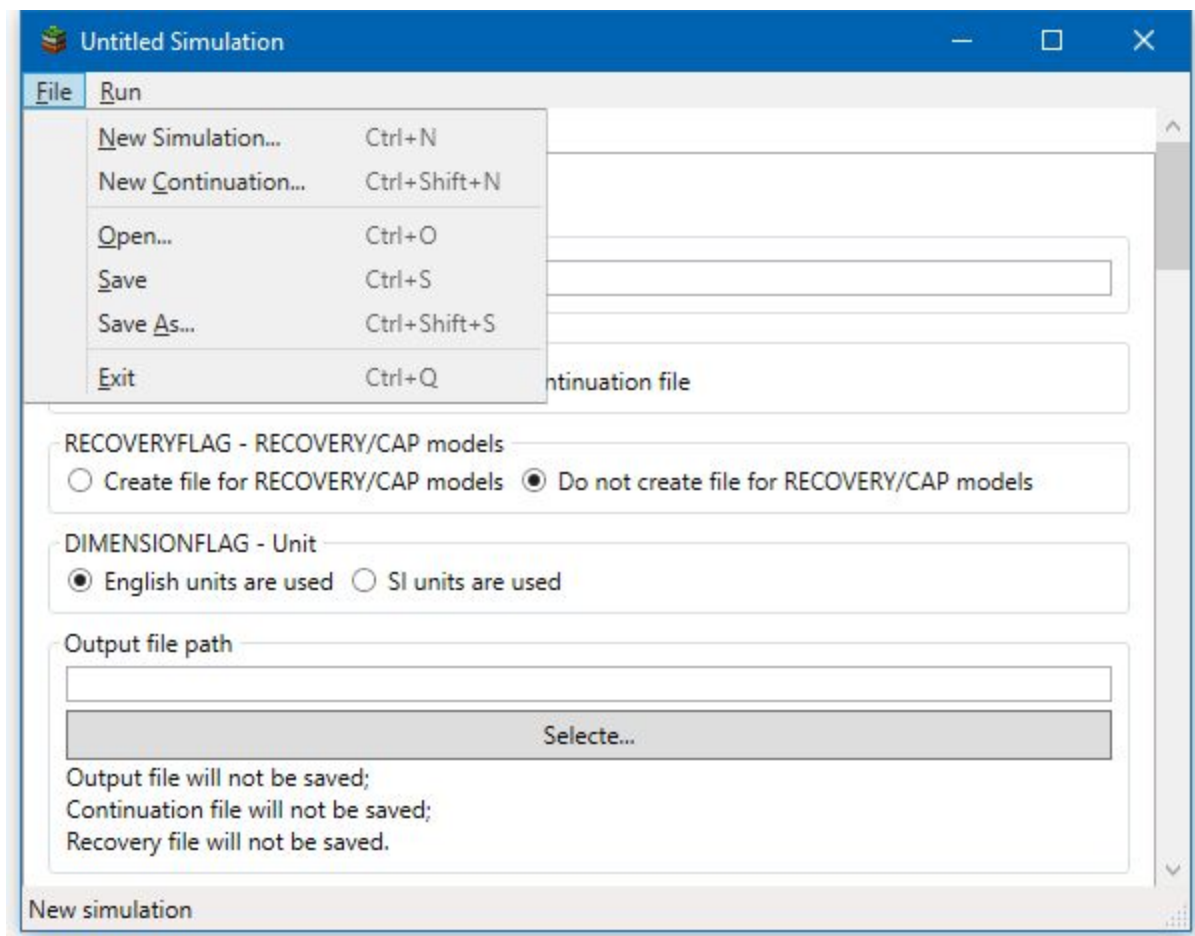 Untitled Simulation
File Run
New Simulation... Ctrl+N
New Continuation... Ctrl+Shift+N
Open... Ctrl+O
Save Ctrl+S
Save As... Ctrl+Shift+S
Exit Ctrl+Q
file
RECOVERYFLAG - RECOVERY/CAP models
Create file for RECOVERY/CAP models Do not create file for RECOVERY/CAP models
DIMENSIONFLAG - Unit
English units are used SI units are used
Output file path
Selecte...
Output file will not be saved;
Continuation file will not be saved;
Recovery file will not be saved.
New simulation